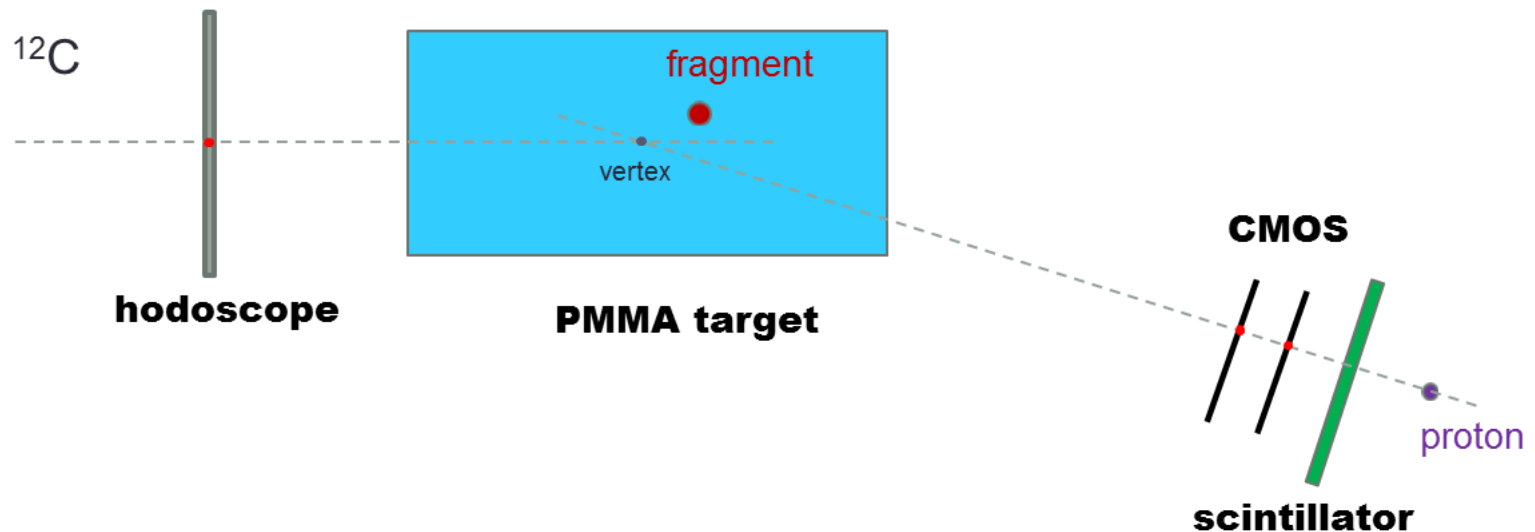 ¹²C
fragment
vertex
CMOS
hodoscope
PMMA target
proton
scintillator